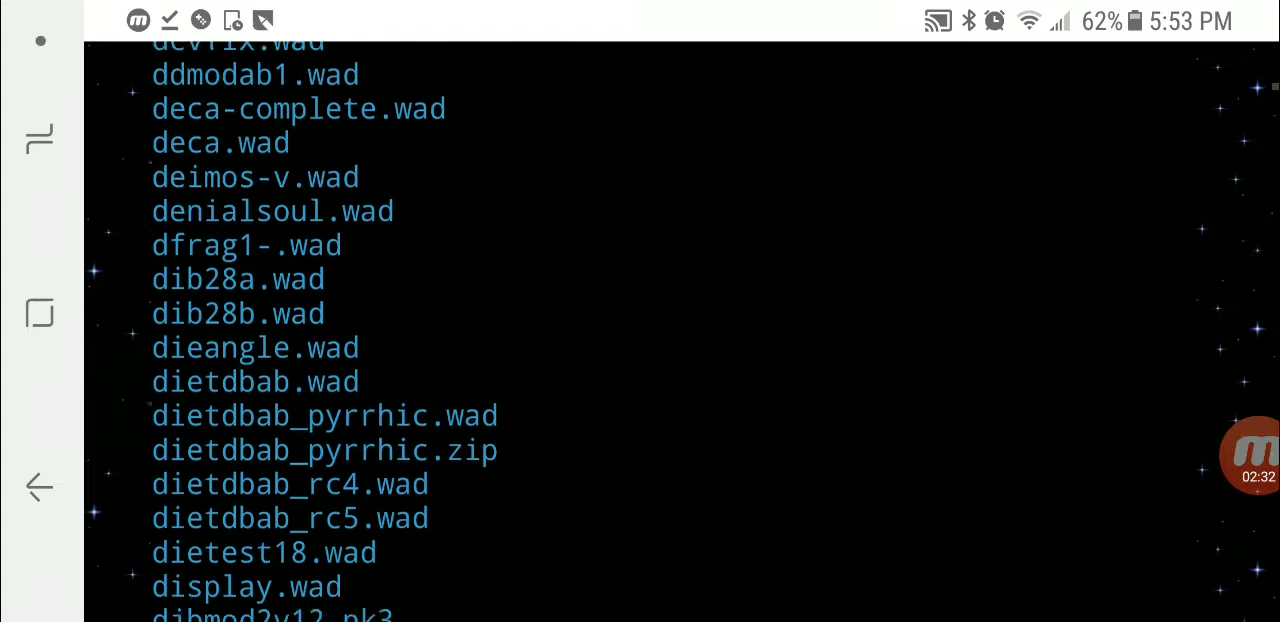 62% 5:53 PM
dcvfix.wad
ddmodab1.wad
deca-complete.wad
deca.wad
deimos-v.wad
denialsoul.wad
dfrag1-.wad
dib28a.wad
dib28b.wad
dieangle.wad
dietdbab.wad
dietdbab_pyrrhic.wad
dietdbab_pyrrhic.zip
dietdbab_rc4.wad
dietdbab_rc5.wad
02:32
dietest18.wad
display.wad